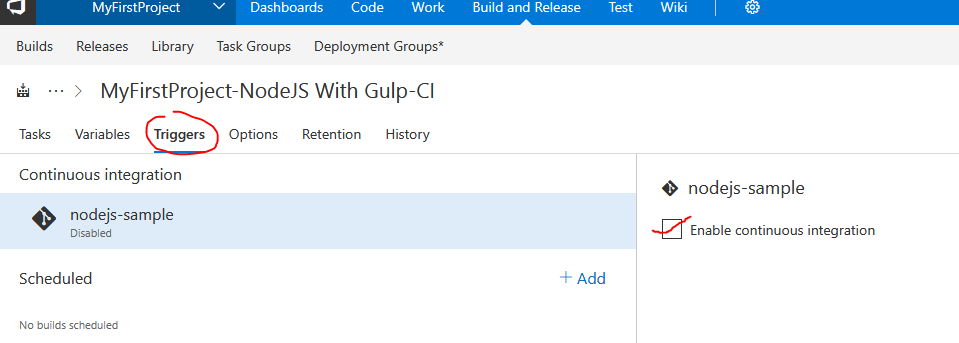 MyFirstProject Dashboards Code Work Build and Release Test Wiki
Builds Releases Library Task Groups Deployment Groups*
··· > MyFirstProject-NodeJS With Gulp-CI
Tasks Variables Triggers Options Retention History
Continuous integration
nodejs-sample
Disabled
Scheduled + Add
No builds scheduled
nodejs-sample
Enable continuous integration